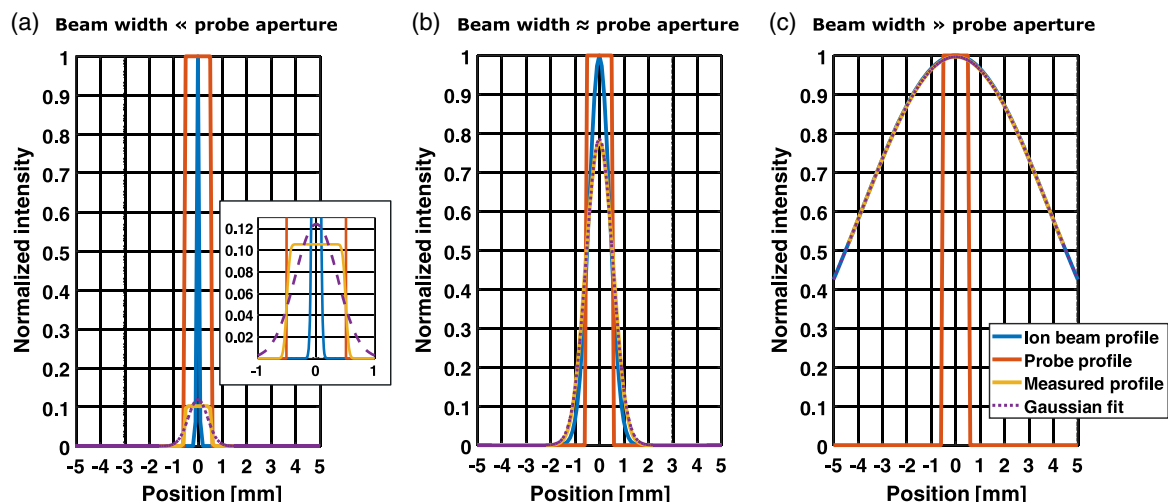 (a) Beam width « probe aperture
1
0.9
0.8
0.7
0.6
0.5
0.4
0.3
0.2
0.1
0
Normalized intensity
-5 -4 -3 -2 -1 0 1 2 3 4 5
Position [mm]
0.12
0.10
0.08
0.06
0.04
0.02
-1 0 1
(b) Beam width ≈ probe aperture
1
0.9
0.8
0.7
0.6
0.5
0.4
0.3
0.2
0.1
0
Normalized intensity
-5 -4 -3 -2 -1 0 1 2 3 4 5
Position [mm]
(c) Beam width » probe aperture
1
0.9
0.8
0.7
0.6
0.5
0.4
0.3
0.2
0.1
0
Normalized intensity
-5 -4 -3 -2 -1 0 1 2 3 4 5
Position [mm]
Ion beam profile
Probe profile
Measured profile
Gaussian fit